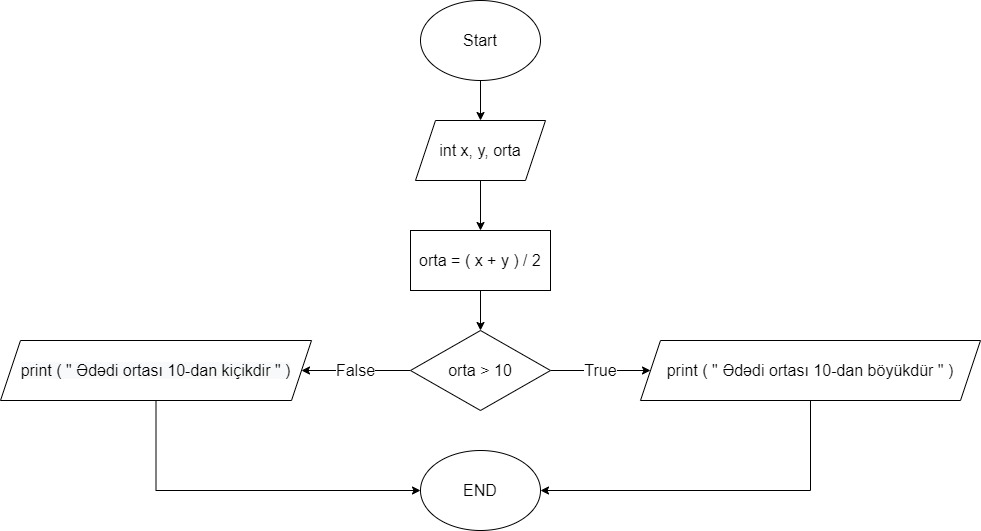 Start
int x, y, orta
orta = ( x + y ) / 2
orta > 10
False
True
print ( " Ədədi ortası 10-dan kiçikdir " )
print ( " Ədədi ortası 10-dan böyükdür " )
END